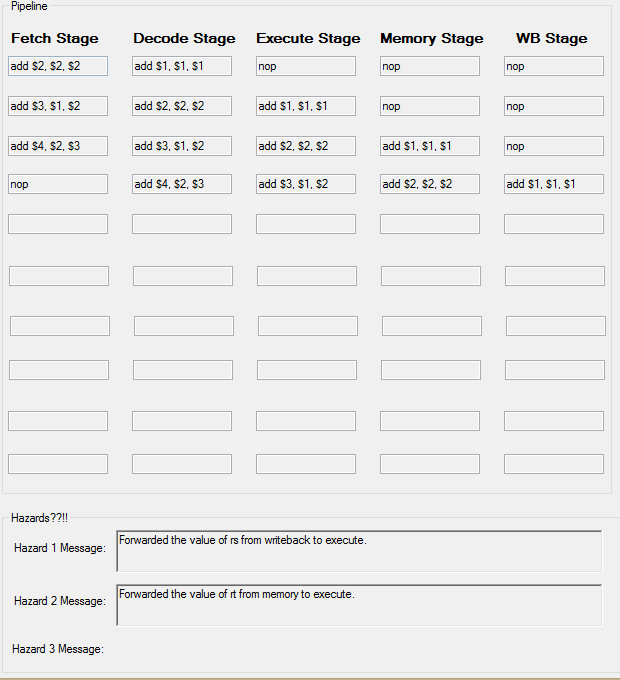 Pipeline
Fetch Stage Decode Stage Execute Stage Memory Stage WB Stage
add $2, $2, $2 add $1, $1, $1 nop nop nop
add $3, $1, $2 add $2, $2, $2 add $1, $1, $1 nop nop
add $4, $2, $3 add $3, $1, $2 add $2, $2, $2 add $1, $1, $1 nop
nop add $4, $2, $3 add $3, $1, $2 add $2, $2, $2 add $1, $1, $1
Hazards??!!
Hazard 1 Message: Forwarded the value of rs from writeback to execute.
Hazard 2 Message: Forwarded the value of rt from memory to execute.
Hazard 3 Message: